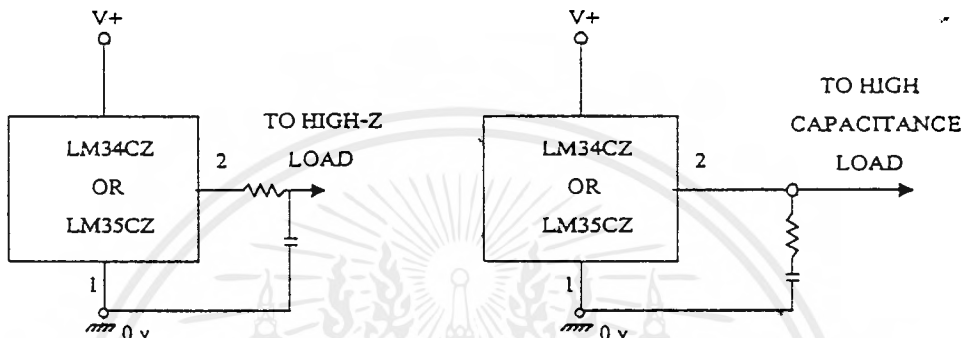 V+
LM34CZ
OR
LM35CZ
2
TO HIGH-Z
LOAD
1
0 v
V+
LM34CZ
OR
LM35CZ
2
TO HIGH
CAPACITANCE
LOAD
1
0 v